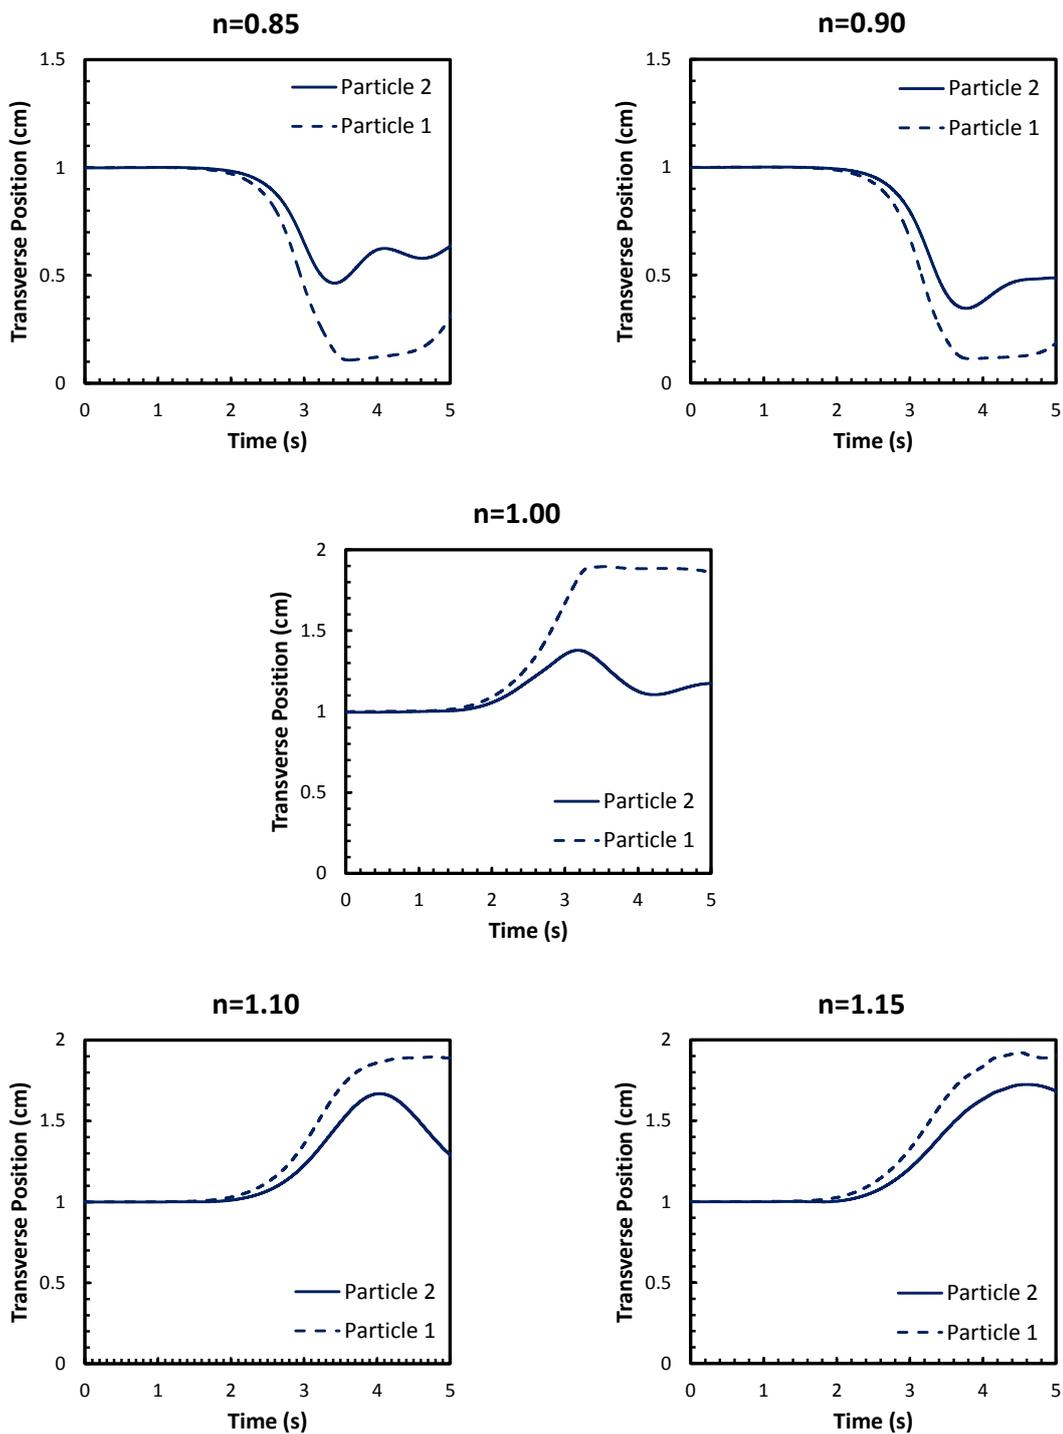 n=0.85
1.5
1
0.5
0
Transverse Position (cm)
Particle 2
Particle 1
0 1 2 3 4 5
Time (s)
n=0.90
1.5
1
0.5
0
Transverse Position (cm)
Particle 2
Particle 1
0 1 2 3 4 5
Time (s)
n=1.00
2
1.5
1
0.5
0
Transverse Position (cm)
Particle 2
Particle 1
0 1 2 3 4 5
Time (s)
n=1.10
2
1.5
1
0.5
0
Transverse Position (cm)
Particle 2
Particle 1
0 1 2 3 4 5
Time (s)
n=1.15
2
1.5
1
0.5
0
Transverse Position (cm)
Particle 2
Particle 1
0 1 2 3 4 5
Time (s)